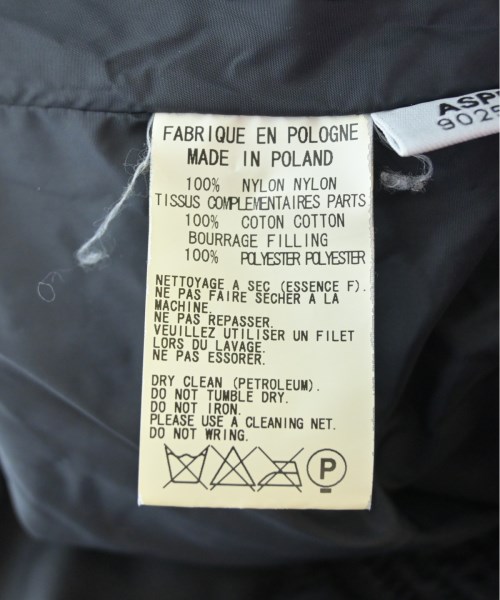 FABRIQUE EN POLOGNE
MADE IN POLAND
100% NYLON NYLON
TISSUS COMPLEMENTAIRES PARTS
100% COTON COTTON
BOURRAGE FILLING
100% POLYESTER POLYESTER
NETTOYAGE A SEC (ESSENCE F).
NE PAS FAIRE SECHER A LA
MACHINE.
NE PAS REPASSER.
VEUILLEZ UTILISER UN FILET
LORS DU LAVAGE.
NE PAS ESSORER.
DRY CLEAN (PETROLEUM).
DO NOT TUMBLE DRY.
DO NOT IRON.
PLEASE USE A CLEANING NET.
DO NOT WRING.
P